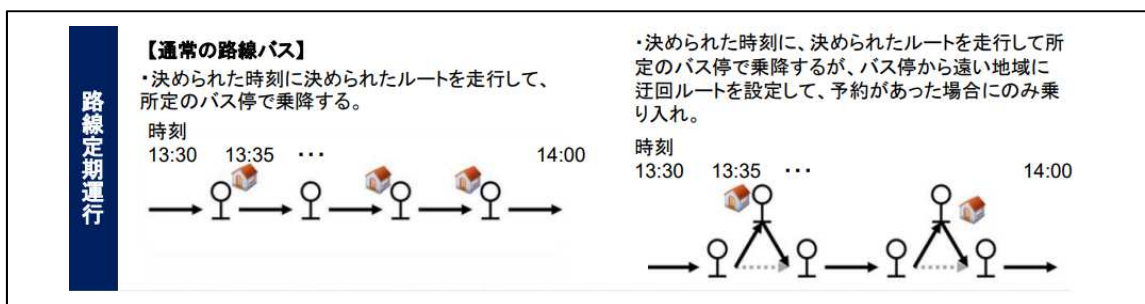 路線定期運行
【通常の路線バス】
・決められた時刻に決められたルートを走行して、
所定のバス停で乗降する。
時刻
13:30 13:35 ・・・ 14:00
・決められた時刻に、決められたルートを走行して所
定のバス停で乗降するが、バス停から遠い地域に
迂回ルートを設定して、予約があった場合にのみ乗
り入れ。
時刻
13:30 13:35 ・・・ 14:00